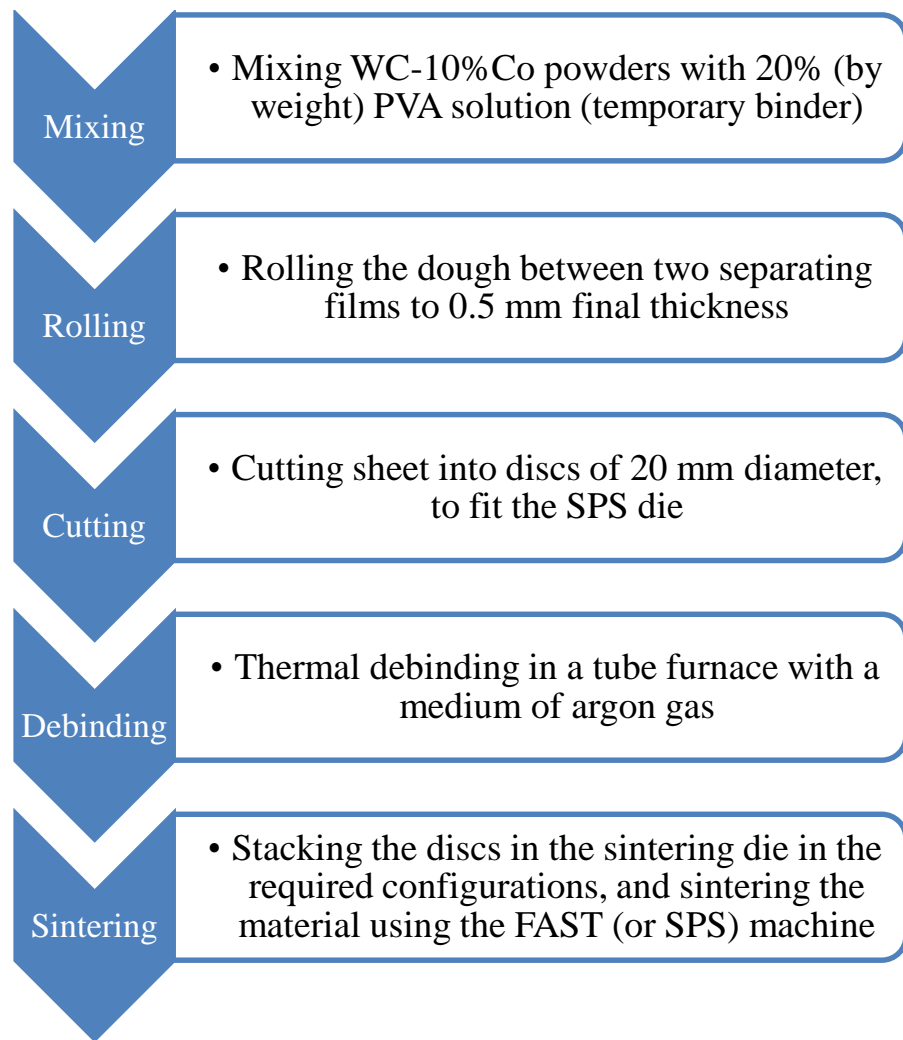 Mixing
• Mixing WC-10%Co powders with 20% (by
weight) PVA solution (temporary binder)
Rolling
• Rolling the dough between two separating
films to 0.5 mm final thickness
Cutting
• Cutting sheet into discs of 20 mm diameter,
to fit the SPS die
Debinding
• Thermal debinding in a tube furnace with a
medium of argon gas
Sintering
• Stacking the discs in the sintering die in the
required configurations, and sintering the
material using the FAST (or SPS) machine